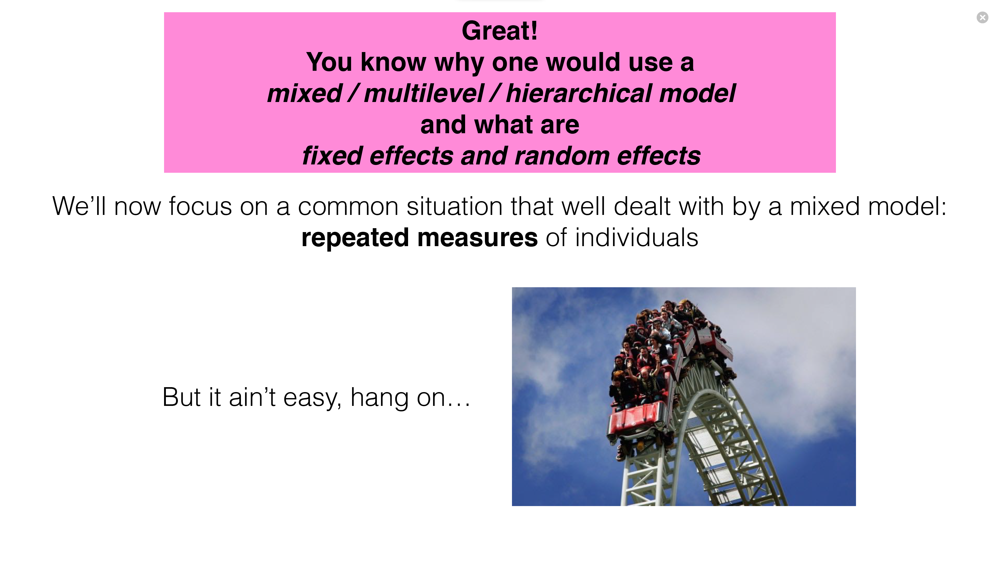 Great!
You know why one would use a
mixed / multilevel / hierarchical model
and what are
fixed effects and random effects
We’ll now focus on a common situation that well dealt with by a mixed model:
repeated measures of individuals
But it ain’t easy, hang on…